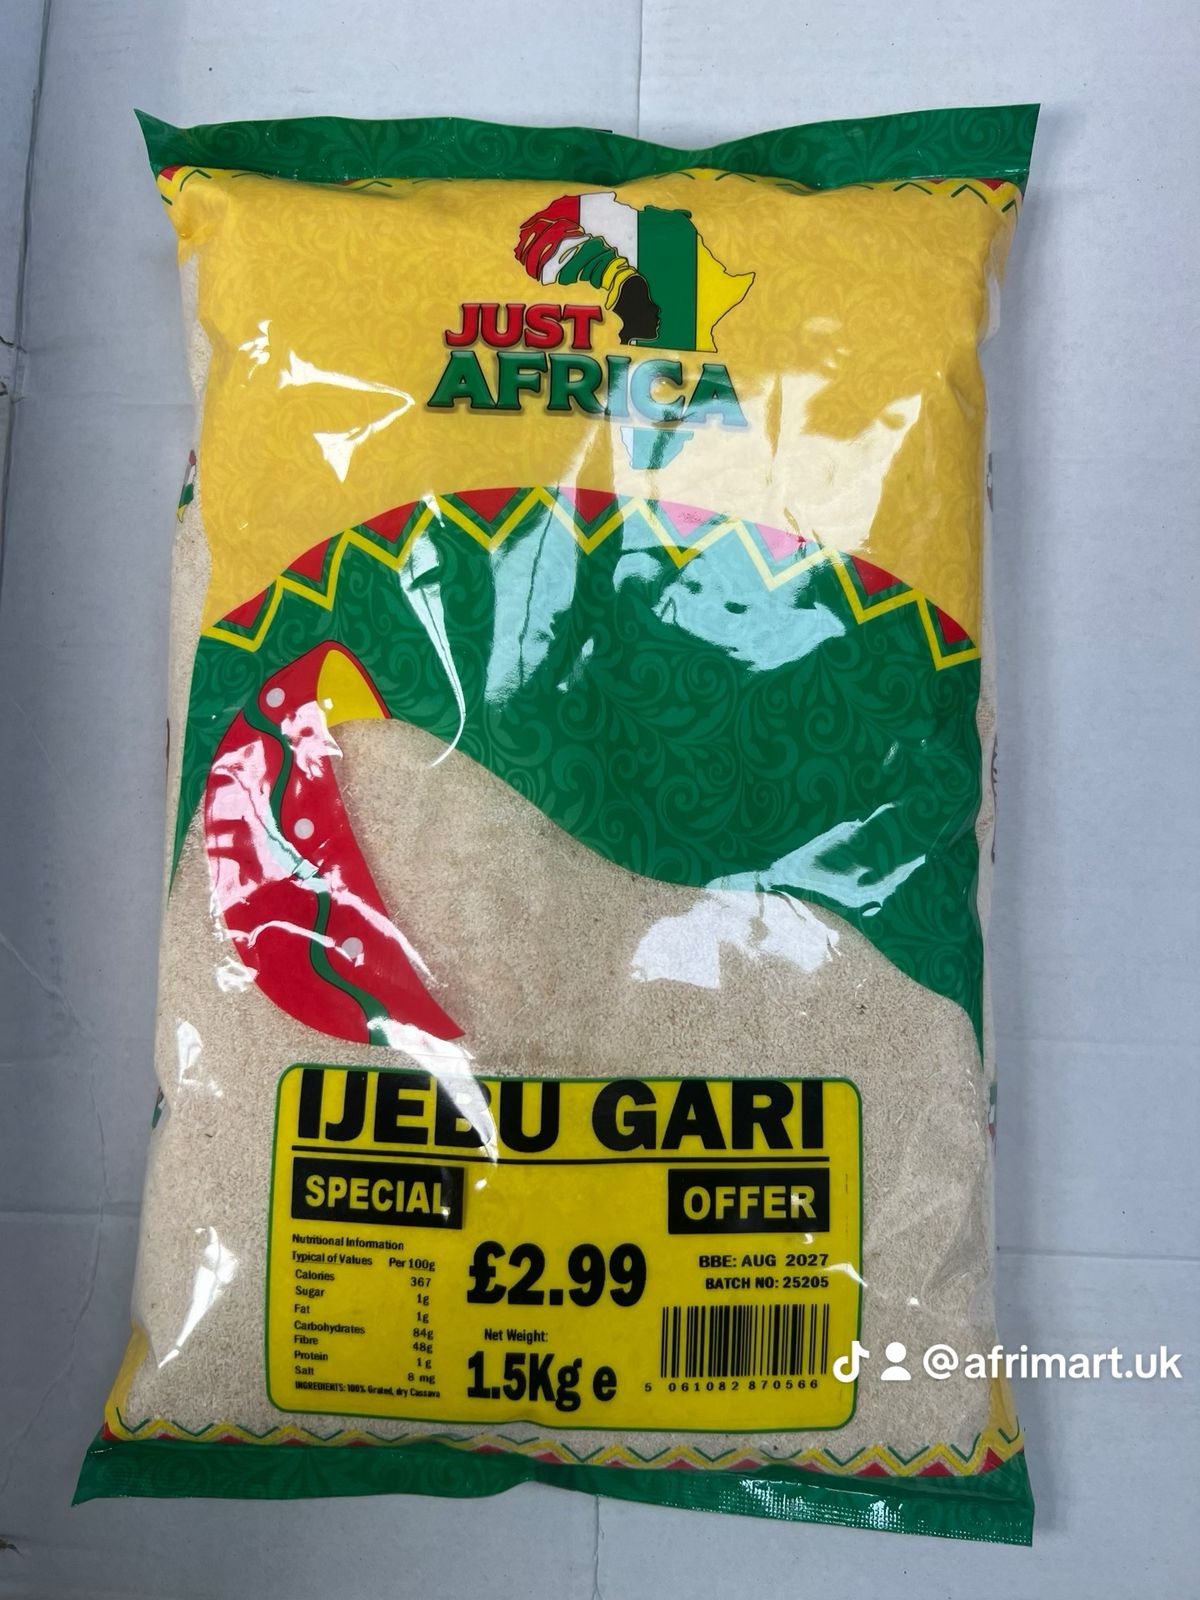 JUST
AFRICA
IJEBU GARI
SPECIAL OFFER
Nutritional Information
Typical of Values Per 100g
Calories 367
Sugar 1g
Fat 1g
Carbohydrates 84g
Fibre 48g
Protein 1 g
Salt 8 mg
INGREDIENTS: 100% Grated, dry Cassava
£2.99
Net Weight:
1.5Kg e
BBE: AUG 2027
BATCH NO: 25205
5 061082 870566
@afrimart.uk